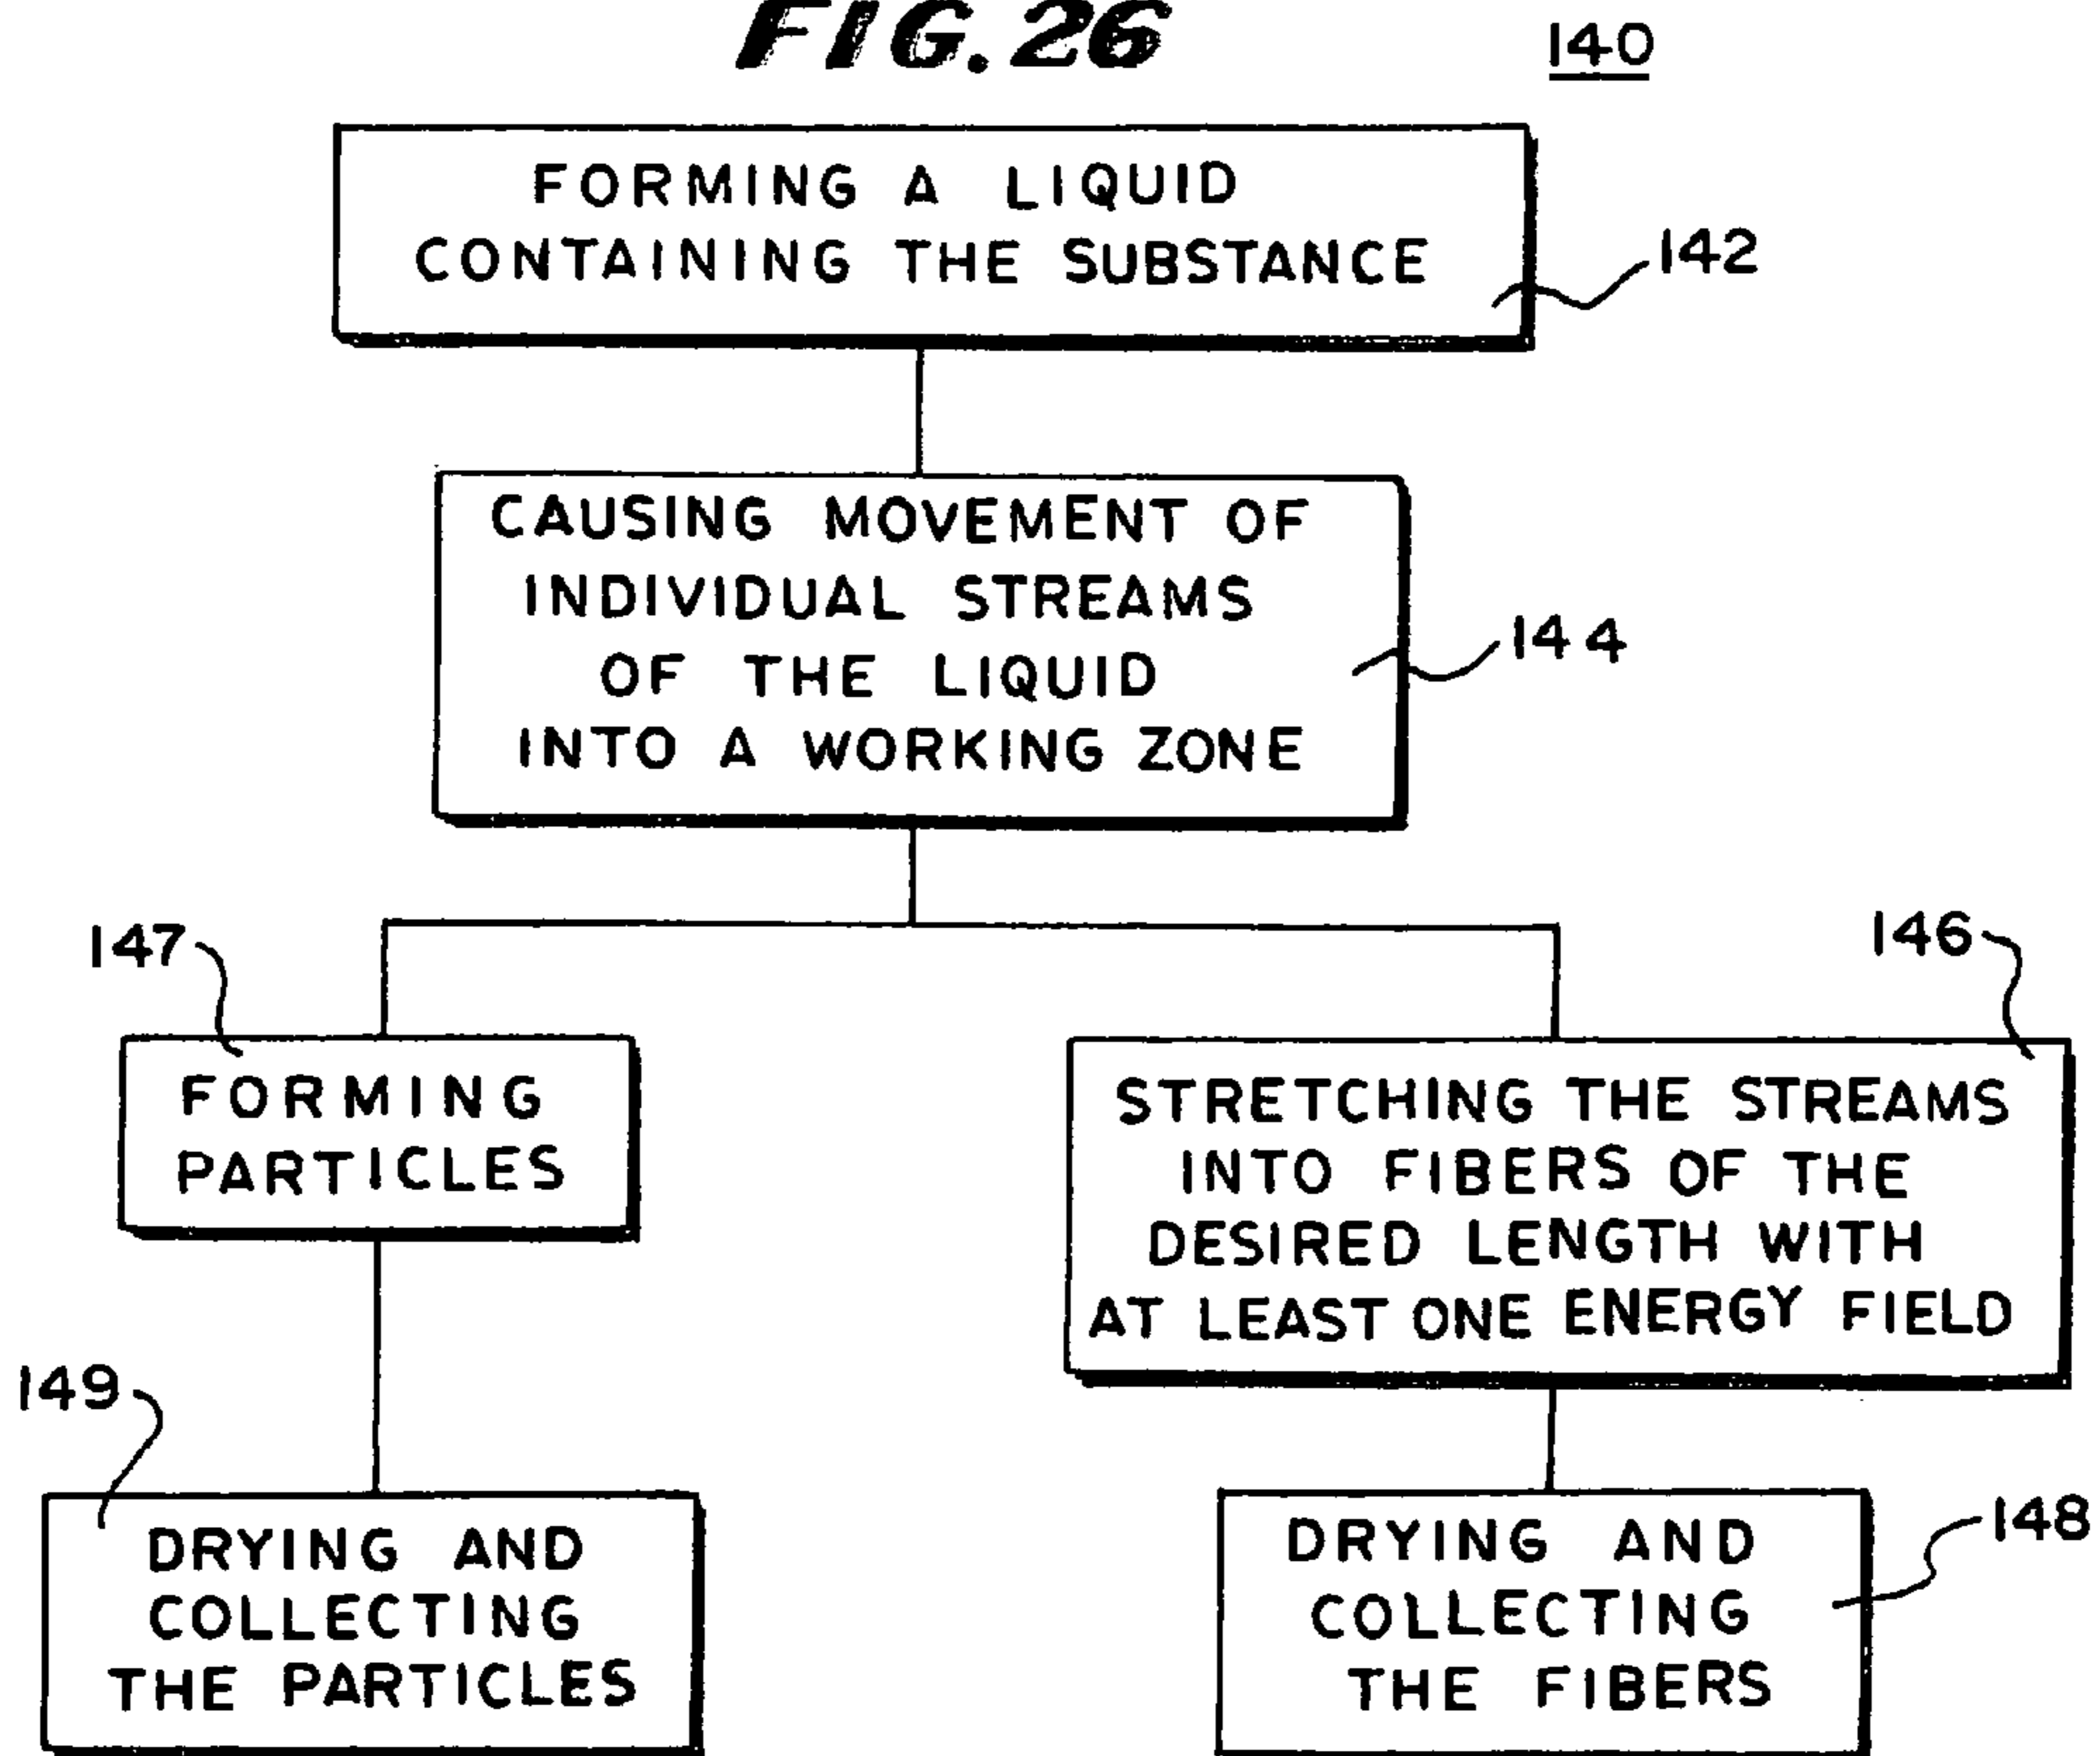 FIG. 26
140
FORMING A LIQUID
CONTAINING THE SUBSTANCE
142
CAUSING MOVEMENT OF
INDIVIDUAL STREAMS
OF THE LIQUID
INTO A WORKING ZONE
144
147
FORMING
PARTICLES
146
STRETCHING THE STREAMS
INTO FIBERS OF THE
DESIRED LENGTH WITH
AT LEAST ONE ENERGY FIELD
149
DRYING AND
COLLECTING
THE PARTICLES
DRYING AND
COLLECTING
THE FIBERS
148